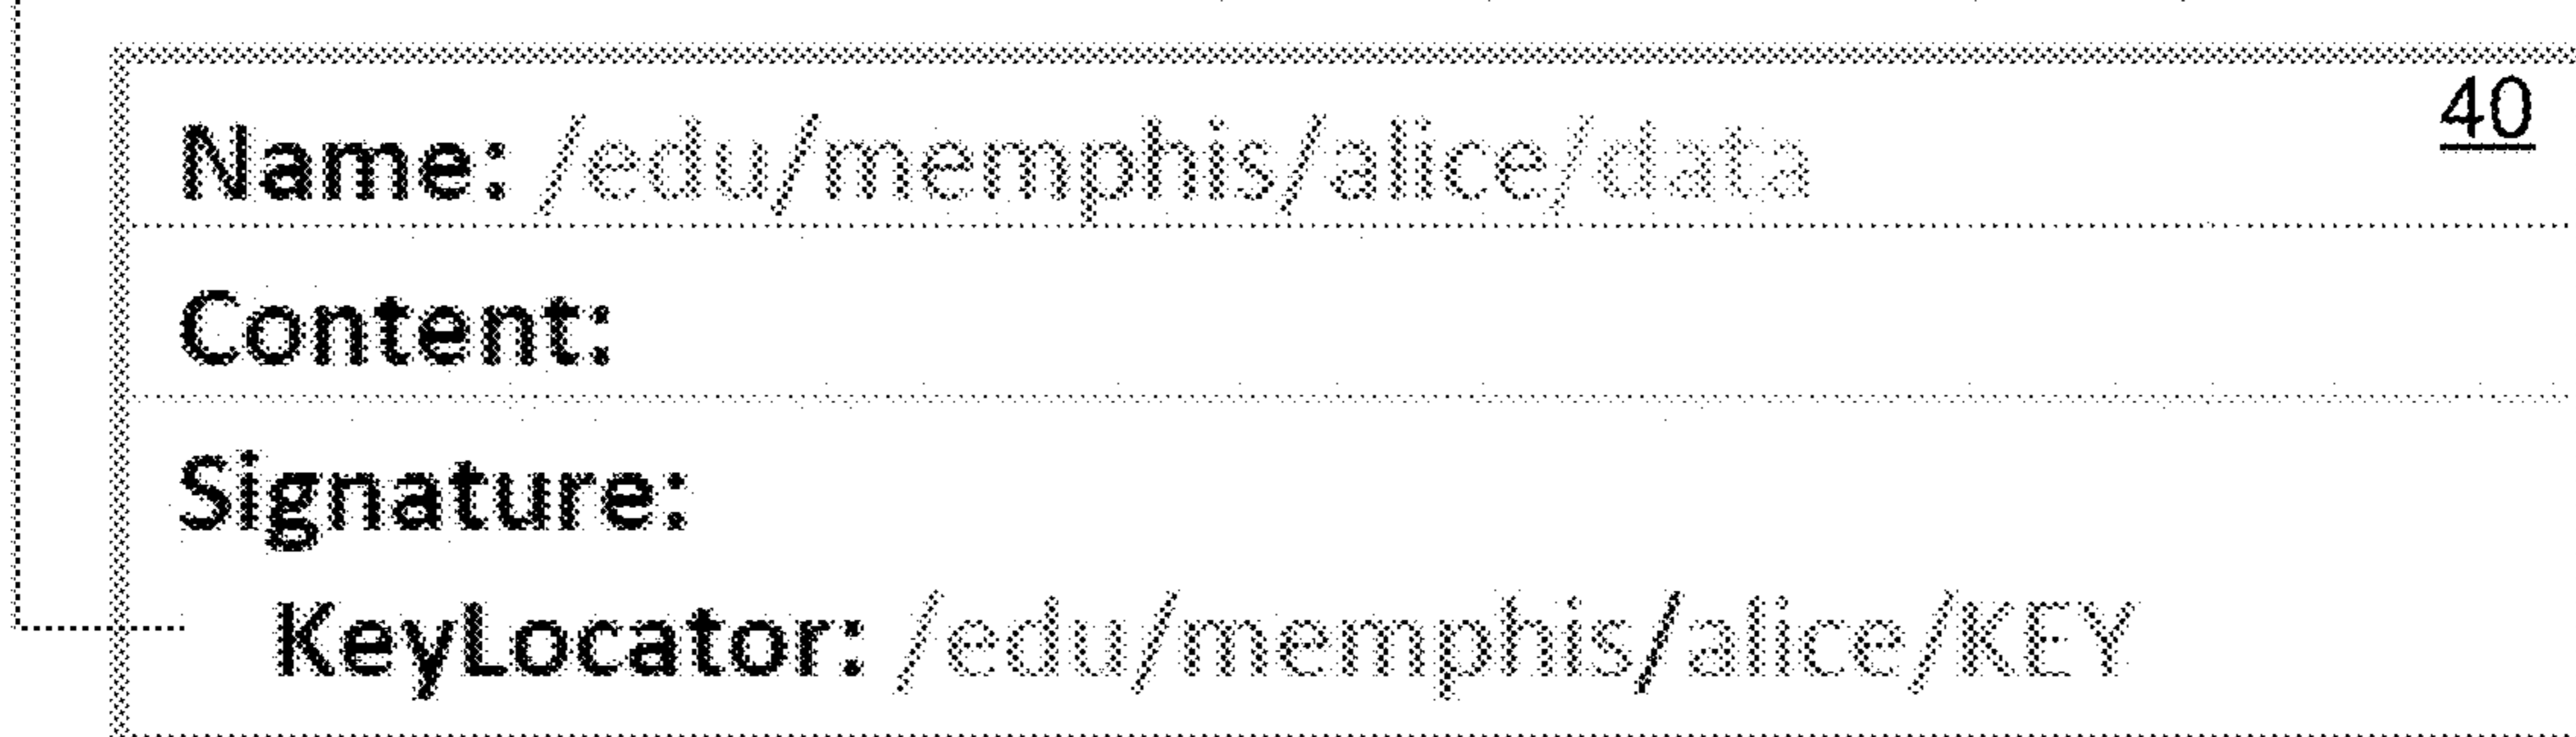 40
Name: /edu/memphis/alice/data
Content:
Signature:
KeyLocator: /edu/memphis/alice/KEY